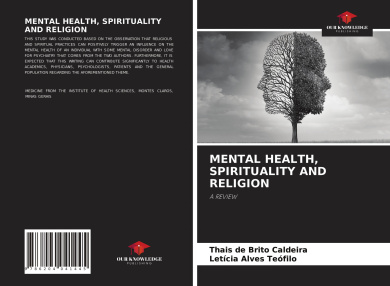 MENTAL HEALTH, SPIRITUALITY
AND RELIGION
THIS STUDY WAS CONDUCTED BASED ON THE OBSERVATION THAT RELIGIOUS
AND SPIRITUAL PRACTICES CAN POSITIVELY TRIGGER AN INFLUENCE ON THE
MENTAL HEALTH OF AN INDIVIDUAL WITH SOME MENTAL DISORDER AND LOVE
FOR PSYCHIATRY THAT COMES FROM THE TWO AUTHORS. FURTHERMORE, IT IS
EXPECTED THAT THIS WRITING CAN CONTRIBUTE SIGNIFICANTLY TO HEALTH
ACADEMICS, PHYSICIANS, PSYCHOLOGISTS, PATIENTS AND THE GENERAL
POPULATION REGARDING THE AFOREMENTIONED THEME.
MEDICINE FROM THE INSTITUTE OF HEALTH SCIENCES, MONTES CLAROS,
MINAS GERAIS.
OUR KNOWLEDGE
PUBLISHING
OUR KNOWLEDGE
PUBLISHING
MENTAL HEALTH,
SPIRITUALITY AND
RELIGION
A REVIEW
Thais de Brito Caldeira
Letícia Alves Teófilo